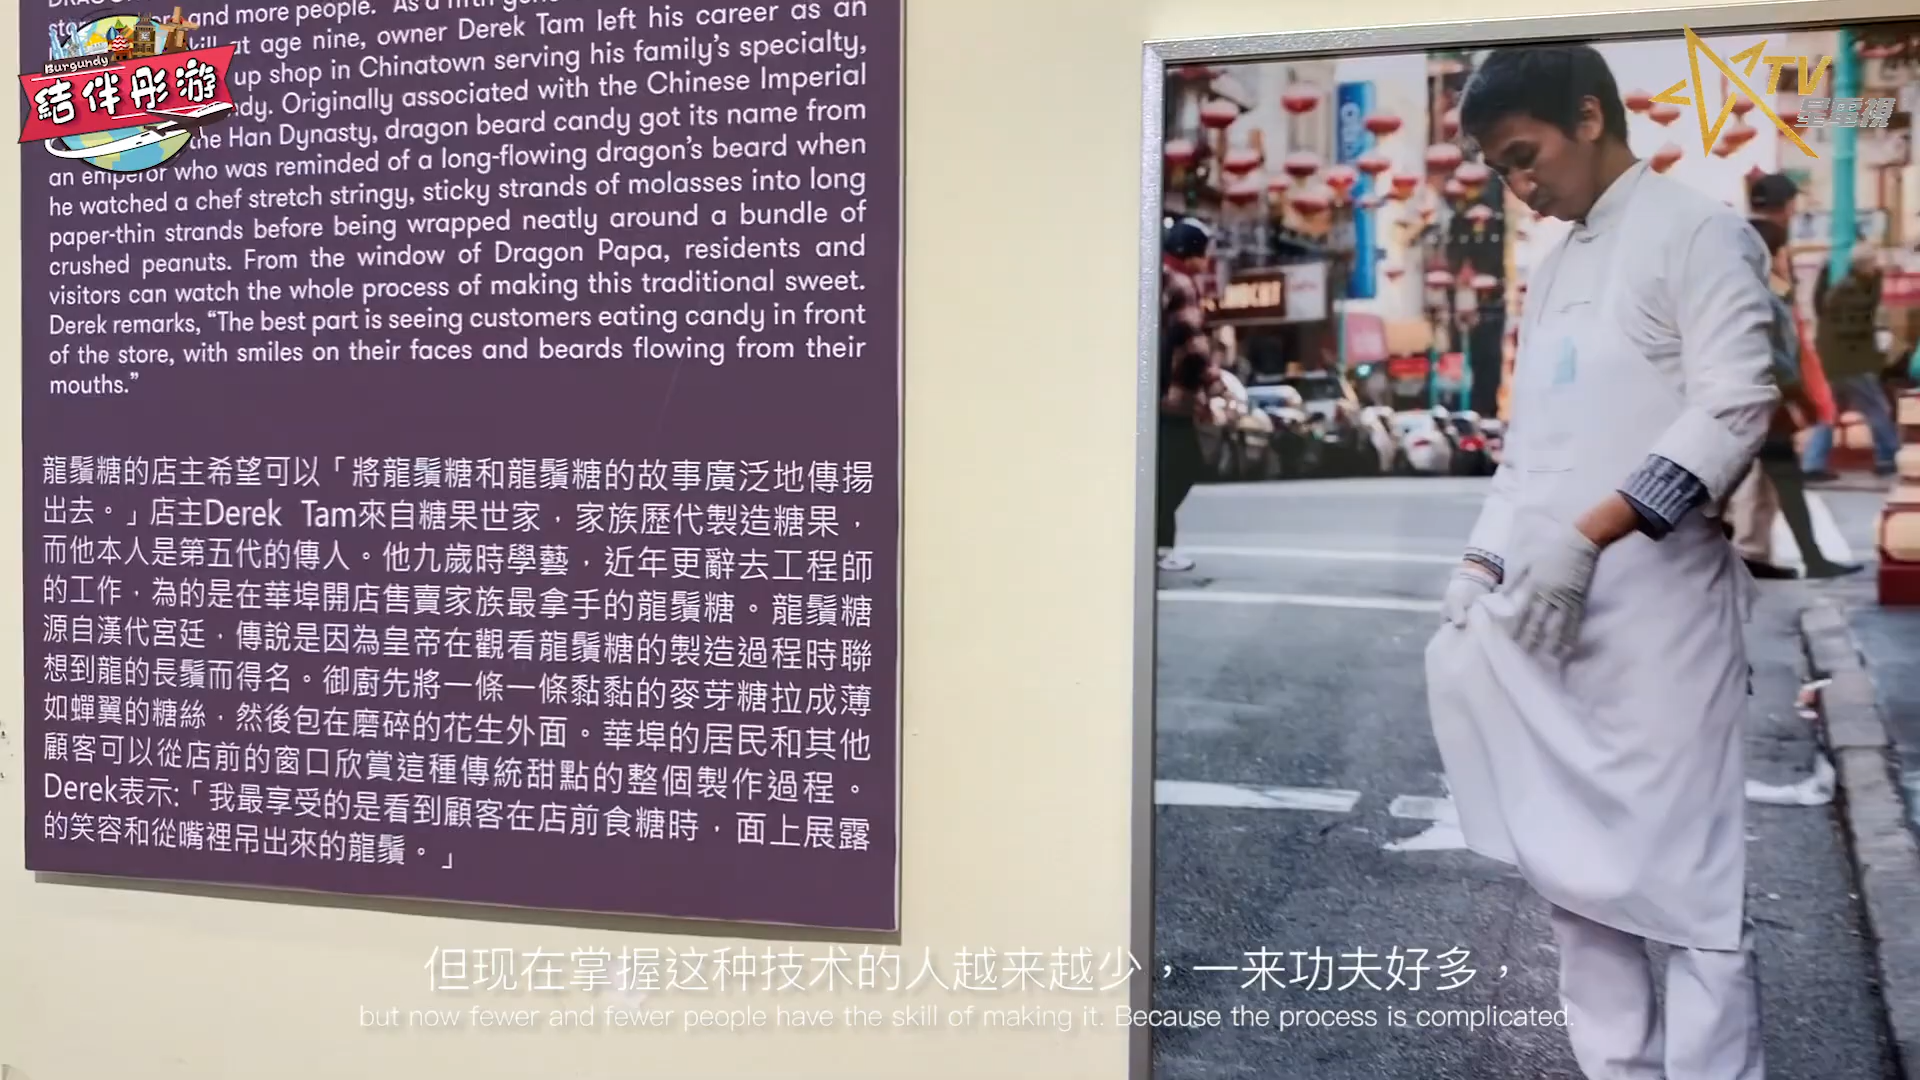 and more people. As a
at age nine, owner Derek Tam left his career as an
up shop in Chinatown serving his family's specialty,
Originally associated with the Chinese Imperial
the Han Dynasty, dragon beard candy got its name from
an emperor who was reminded of a long-flowing dragon's beard when
he watched a chef stretch stringy, sticky strands of molasses into long
paper-thin strands before being wrapped neatly around a bundle of
crushed peanuts. From the window of Dragon Papa, residents and
visitors can watch the whole process of making this traditional sweet.
Derek remarks, “The best part is seeing customers eating candy in front
of the store, with smiles on their faces and beards flowing from their
mouths.”
龍鬚糖的店主希望可以「將龍鬚糖和龍鬚糖的故事廣泛地傳揚
出去。」店主Derek Tam來自糖果世家，家族歷代製造糖果，
而他本人是第五代的傳人。他九歲時學藝，近年更辭去工程師
的工作，為的是在華埠開店售賣家族最拿手的龍鬚糖。龍鬚糖
源自漢代宮廷，傳說是因為皇帝在觀看龍鬚糖的製造過程時聯
想到龍的長鬚而得名。御廚先將一條一條黏黏的麥芽糖拉成薄
如蟬翼的糖絲，然後包在磨碎的花生外面。華埠的居民和其他
顧客可以從店前的窗口欣賞這種傳統甜點的整個製作過程。
Derek表示:「我最享受的是看到顧客在店前食糖時，面上展露
的笑容和從嘴裡吊出來的龍鬚。」
Burgundy
結伴彤游
TV
星電視
但现在掌握这种技术的人越来越少，一来功夫好多，
but now fewer and fewer people have the skill of making it. Because the process is complicated.